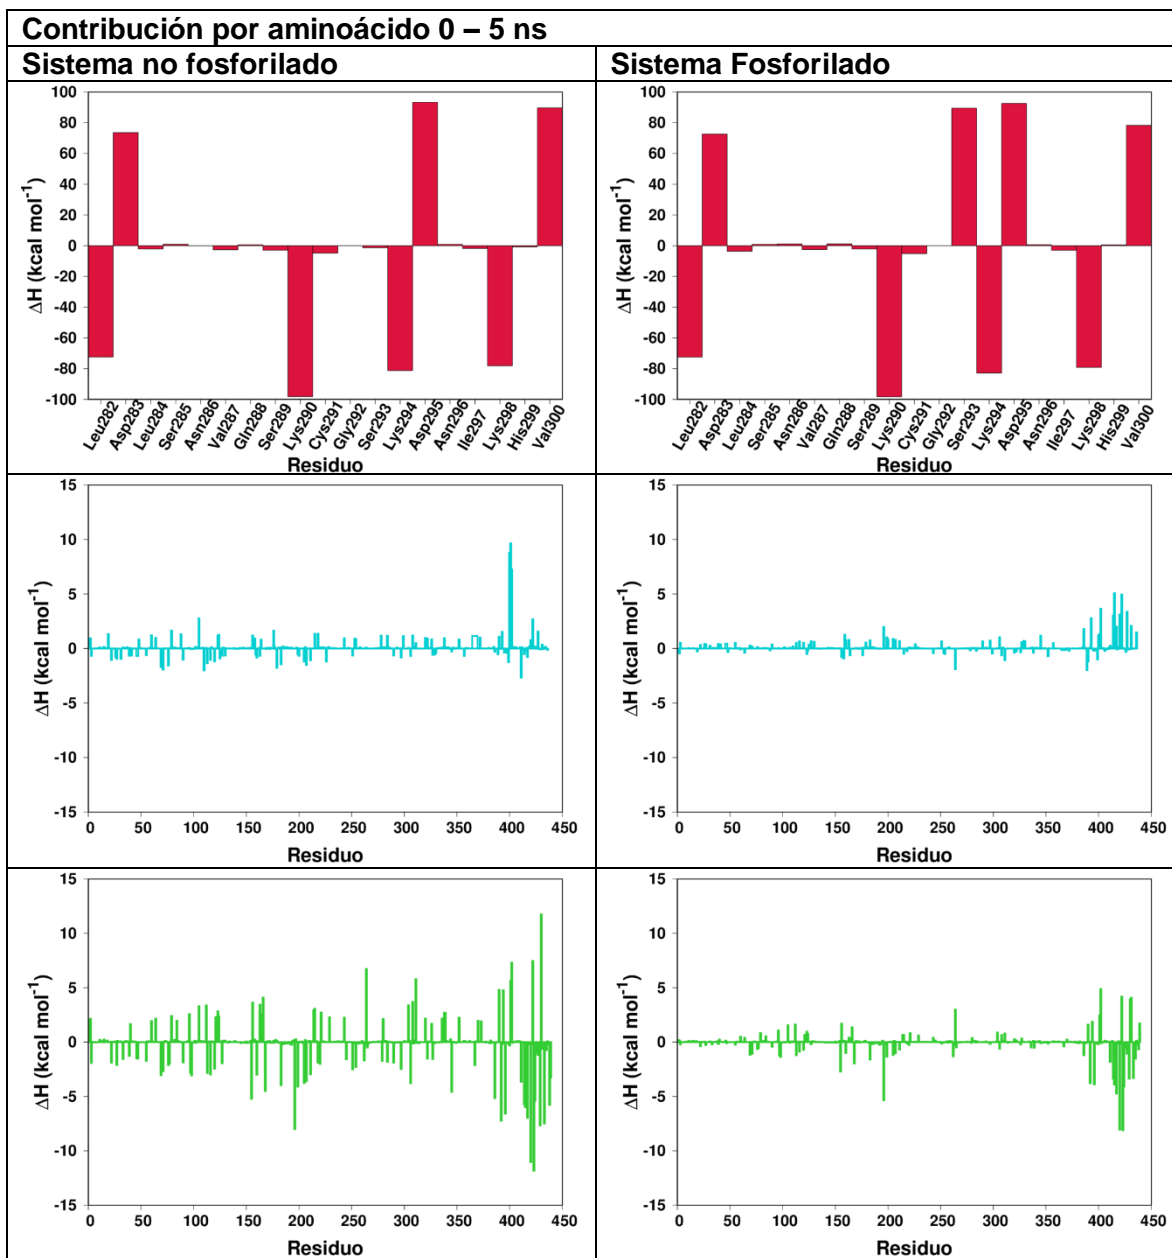 Contribución por aminoácido 0 – 5 ns
Sistema no fosforilado
Sistema Fosforilado
100
80
60
40
20
0
-20
-40
-60
-80
-100
ΔH (kcal mol⁻¹)
Leu282
Asp283
Leu284
Ser285
Asn286
Val287
Gln288
Ser289
Lys290
Cys291
Gly292
Ser293
Lys294
Asp295
Asn296
Ile297
Lys298
His299
Val300
Residuo
100
80
60
40
20
0
-20
-40
-60
-80
-100
ΔH (kcal mol⁻¹)
Leu282
Asp283
Leu284
Ser285
Asn286
Val287
Gln288
Ser289
Lys290
Cys291
Gly292
Ser293
Lys294
Asp295
Asn296
Ile297
Lys298
His299
Val300
Residuo
15
10
5
0
-5
-10
-15
ΔH (kcal mol⁻¹)
0 50 100 150 200 250 300 350 400 450
Residuo
15
10
5
0
-5
-10
-15
ΔH (kcal mol⁻¹)
0 50 100 150 200 250 300 350 400 450
Residuo
15
10
5
0
-5
-10
-15
ΔH (kcal mol⁻¹)
0 50 100 150 200 250 300 350 400 450
Residuo
15
10
5
0
-5
-10
-15
ΔH (kcal mol⁻¹)
0 50 100 150 200 250 300 350 400 450
Residuo